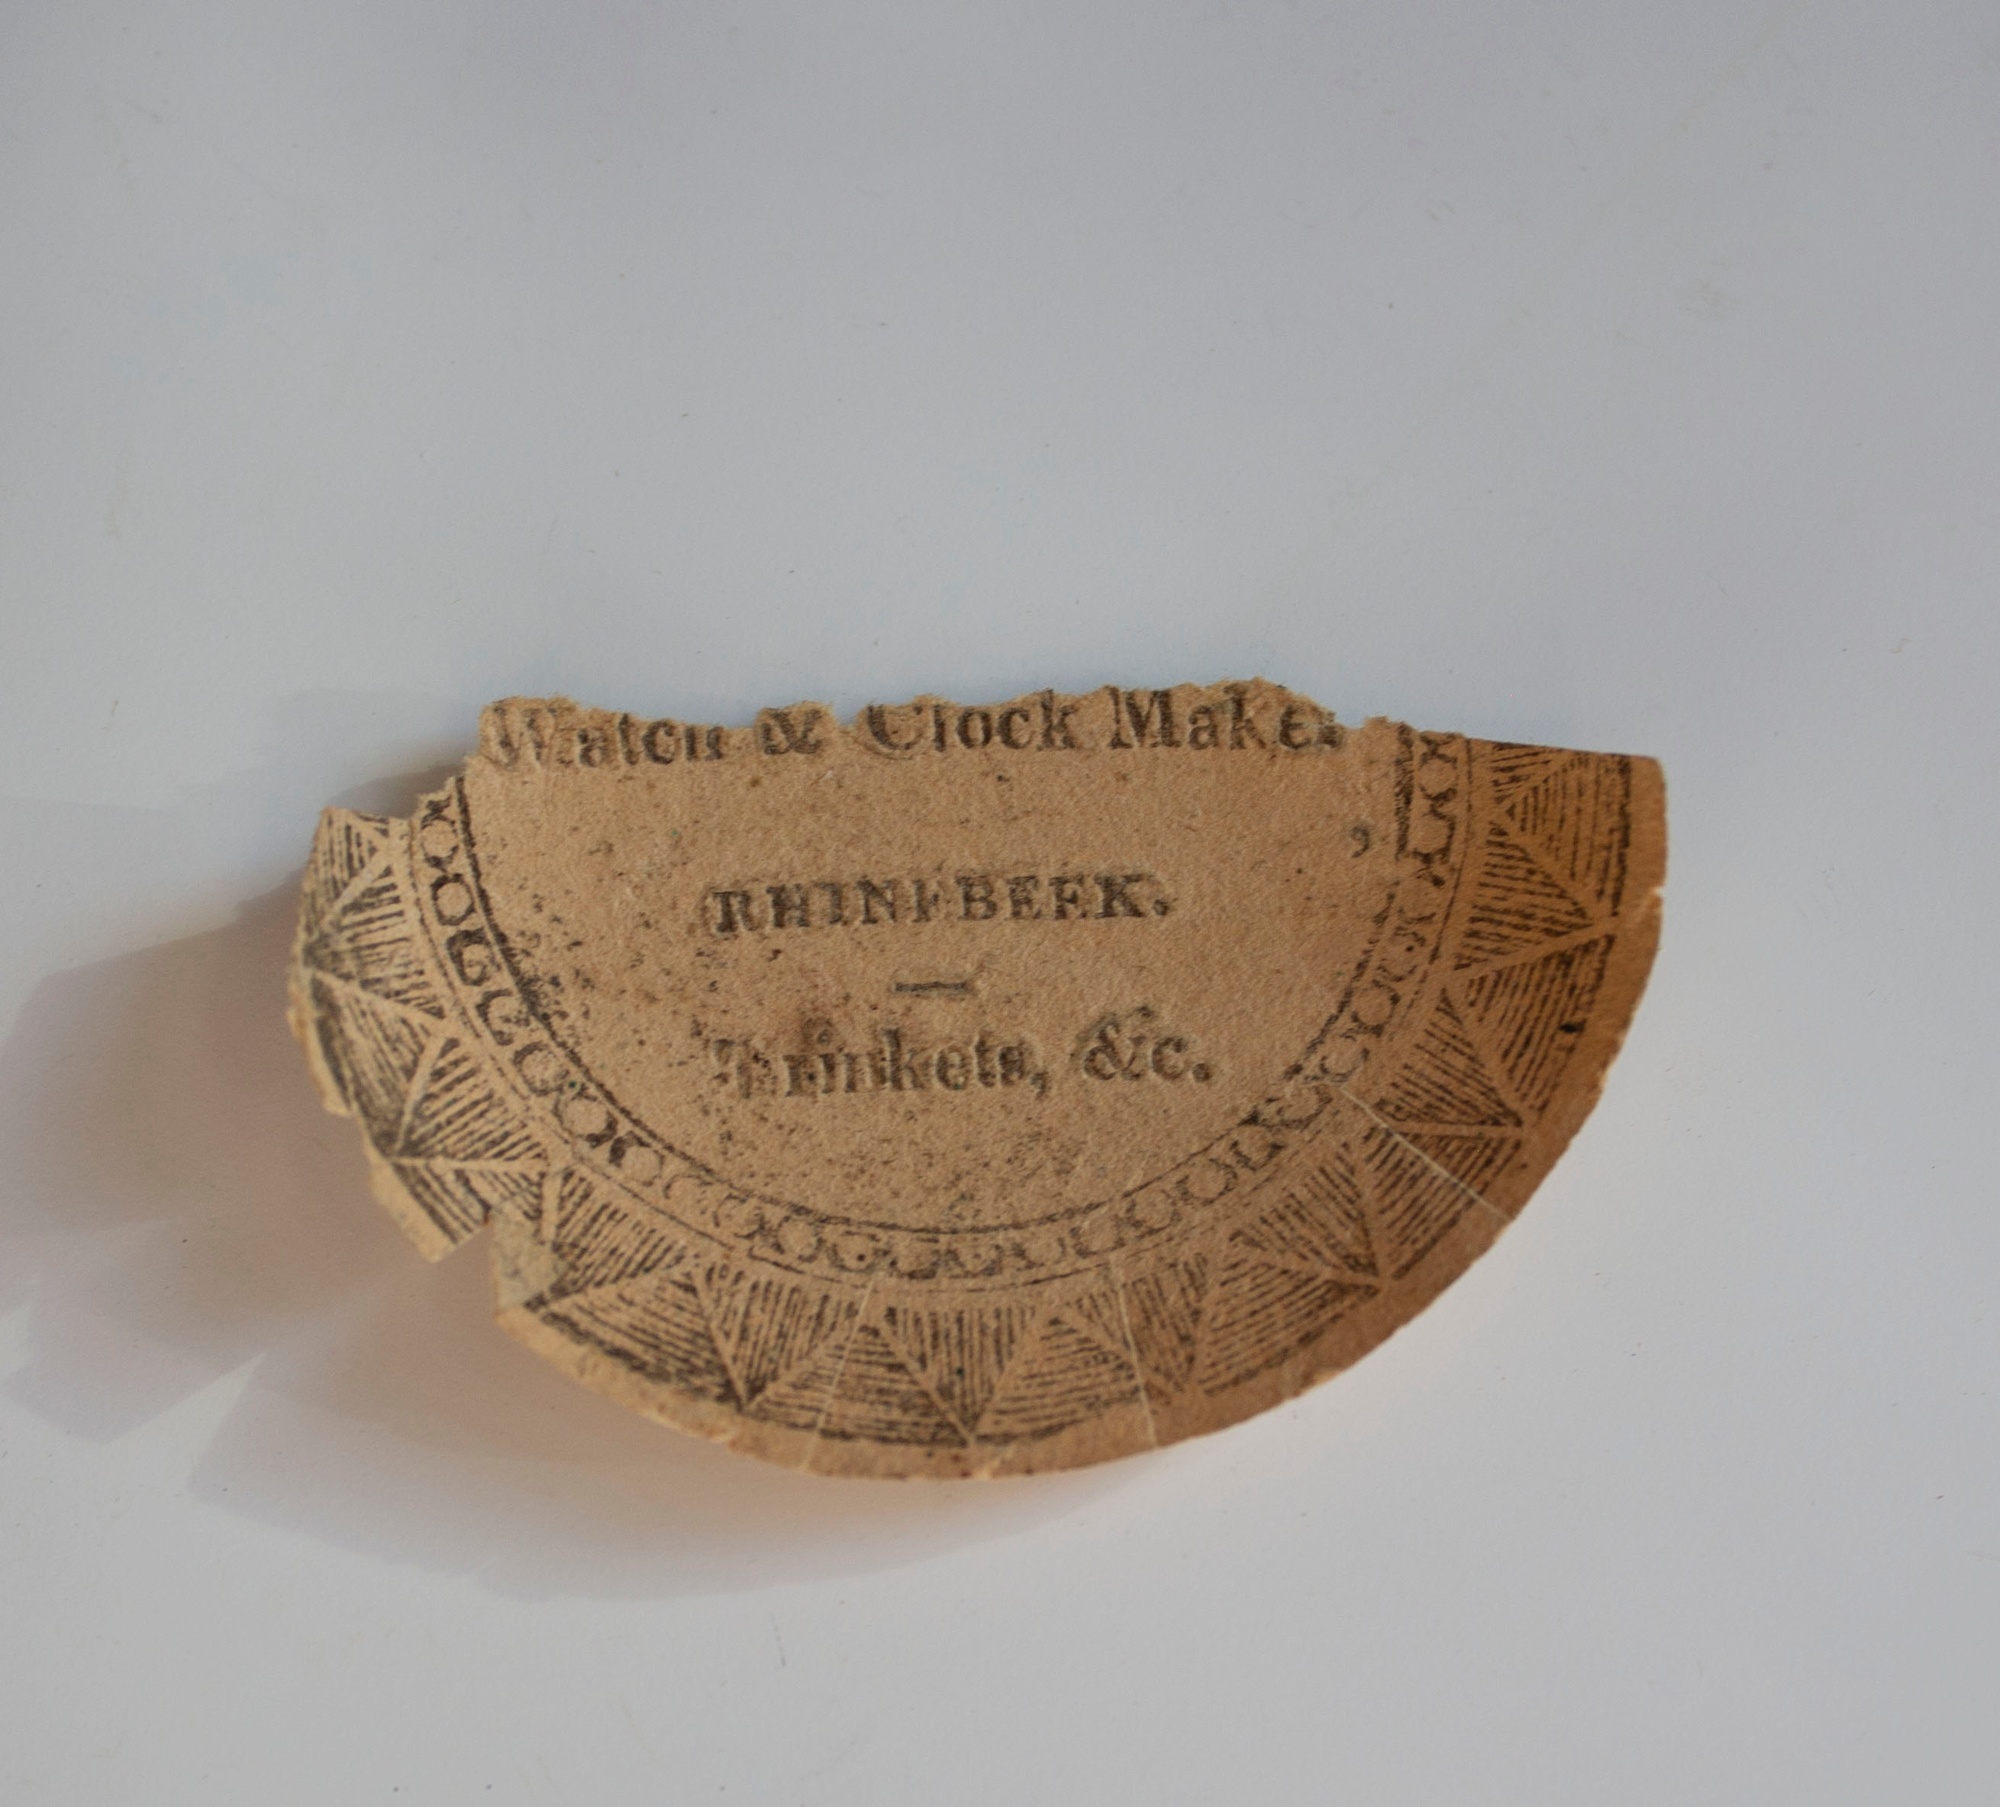 Watch & Clock Maker
,
RHINEBEEK.
—
Trinkets, &c.